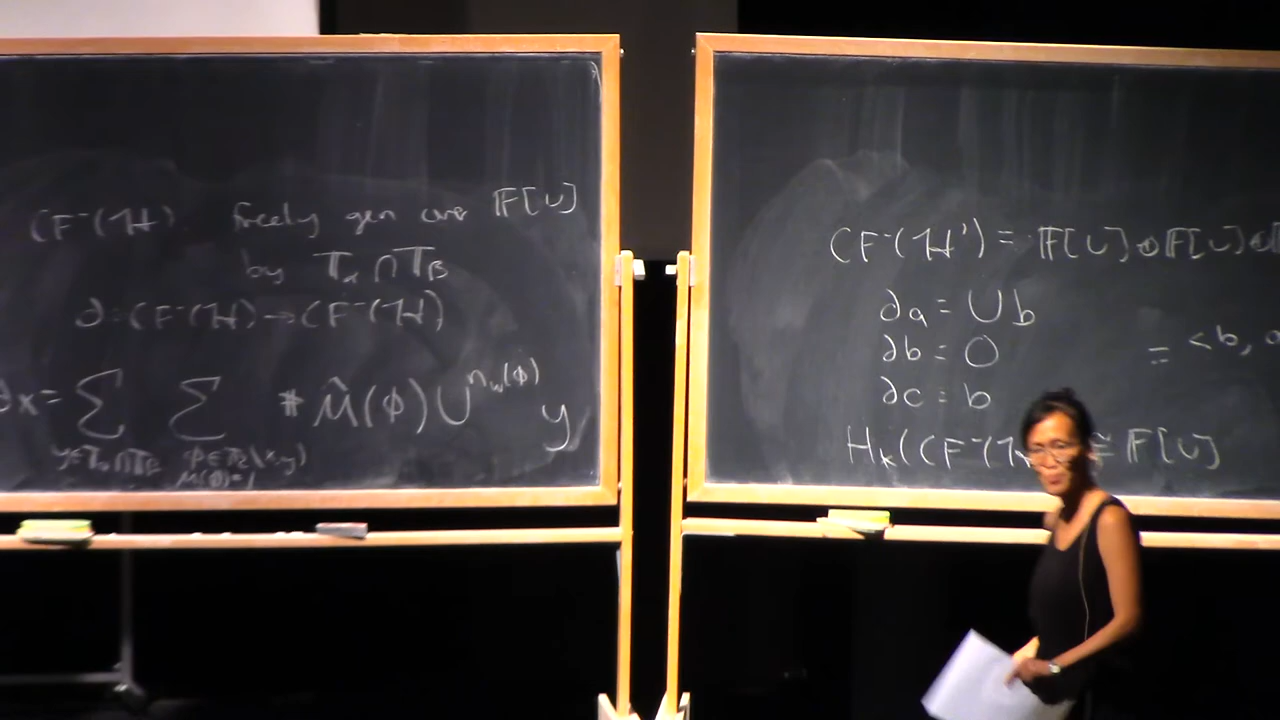 CF⁻(ℋ) freely gen over 𝔽[U]
by 𝕋α ∩ 𝕋β
∂: CF⁻(ℋ) → CF⁻(ℋ)
∂x = Σ Σ # M̂(φ) U^{n_w(φ)} y
y∈𝕋α∩𝕋β φ∈π₂(x,y)
μ(φ)=1
CF⁻(ℋ') = 𝔽[U] ⊕ 𝔽[U] ⊕
∂a = Ub
∂b = 0
= <b,
∂c = b
H_*(CF⁻(ℋ ≅ 𝔽[U]